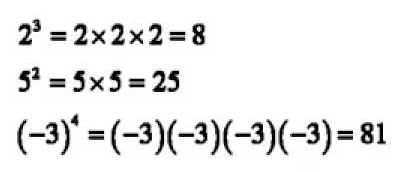 2³ = 2×2×2 = 8
5² = 5×5 = 25
(−3)⁴ = (−3)(−3)(−3)(−3) = 81